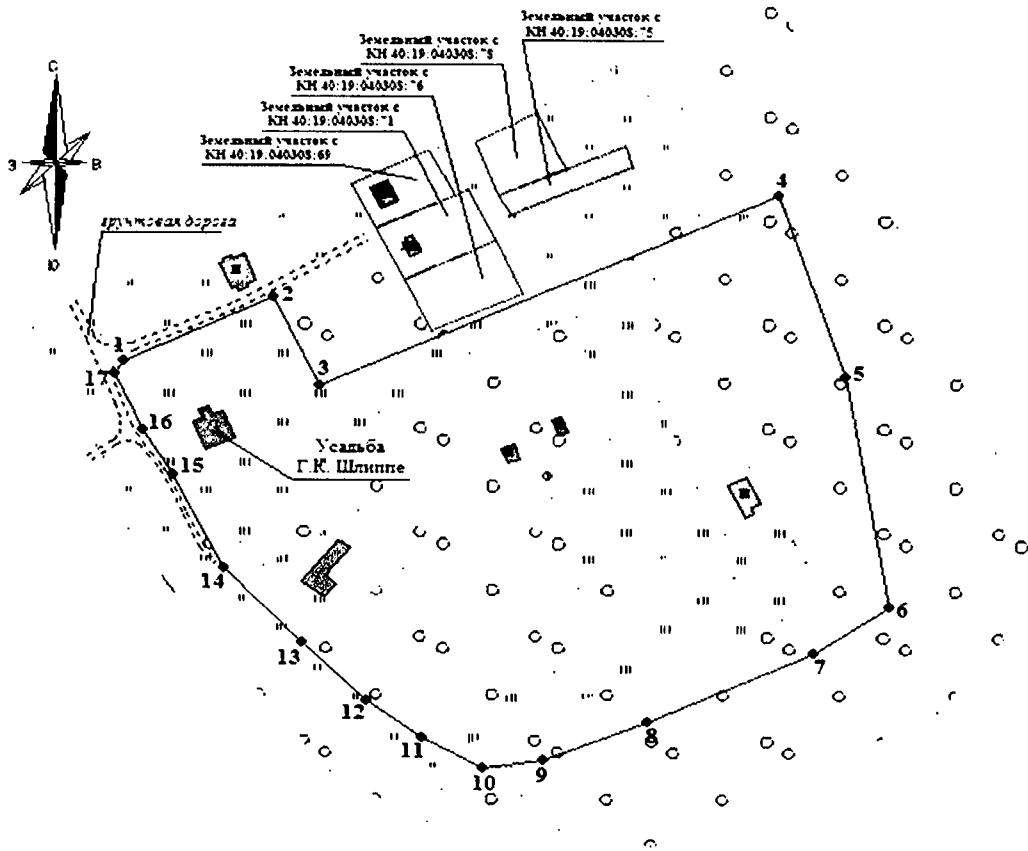 Земельный участок с
КН 40:19:040308:75
Земельный участок с
КН 40:19:040308:78
Земельный участок с
КН 40:19:040308:76
Земельный участок с
КН 40:19:040308:71
Земельный участок с
КН 40:19:040308:69
С
З
В
Ю
грунтовая дорога
4
2
1
17
3
5
16
Усадьба
Г.К. Шлиппе
15
14
6
13
7
12
8
11
9
10